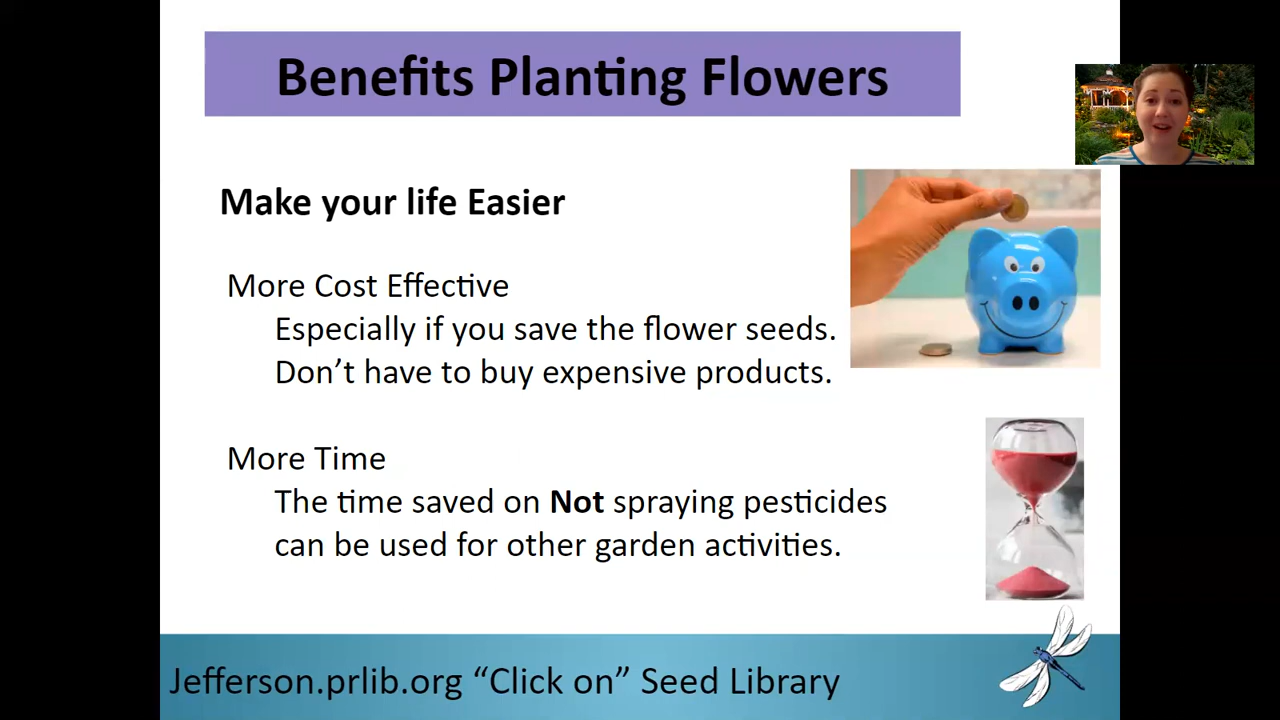 Benefits Planting Flowers
Make your life Easier
More Cost Effective
Especially if you save the flower seeds.
Don’t have to buy expensive products.
More Time
The time saved on Not spraying pesticides
can be used for other garden activities.
Jefferson.prlib.org “Click on” Seed Library